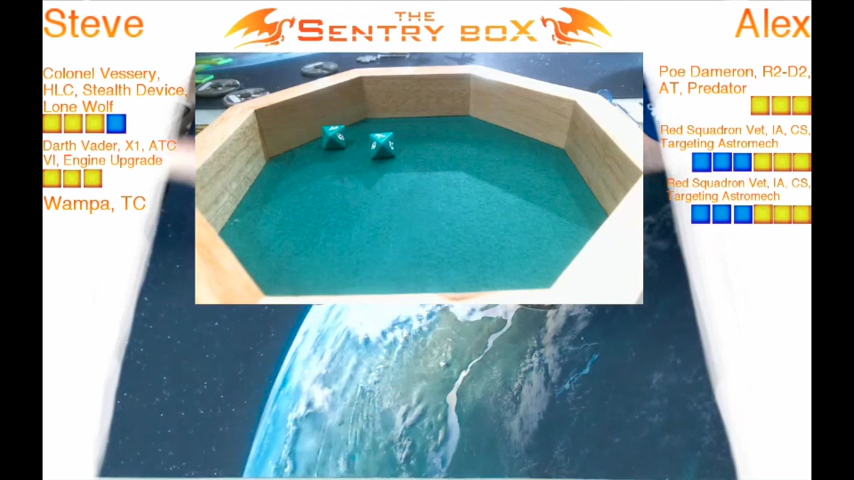 Steve
THE
SENTRY BOX
Alex
Colonel Vessery,
HLC, Stealth Device,
Lone Wolf
Darth Vader, X1, ATC
VI, Engine Upgrade
Wampa, TC
Poe Dameron, R2-D2,
AT, Predator
Red Squadron Vet, IA, CS,
Targeting Astromech
Red Squadron Vet, IA, CS,
Targeting Astromech